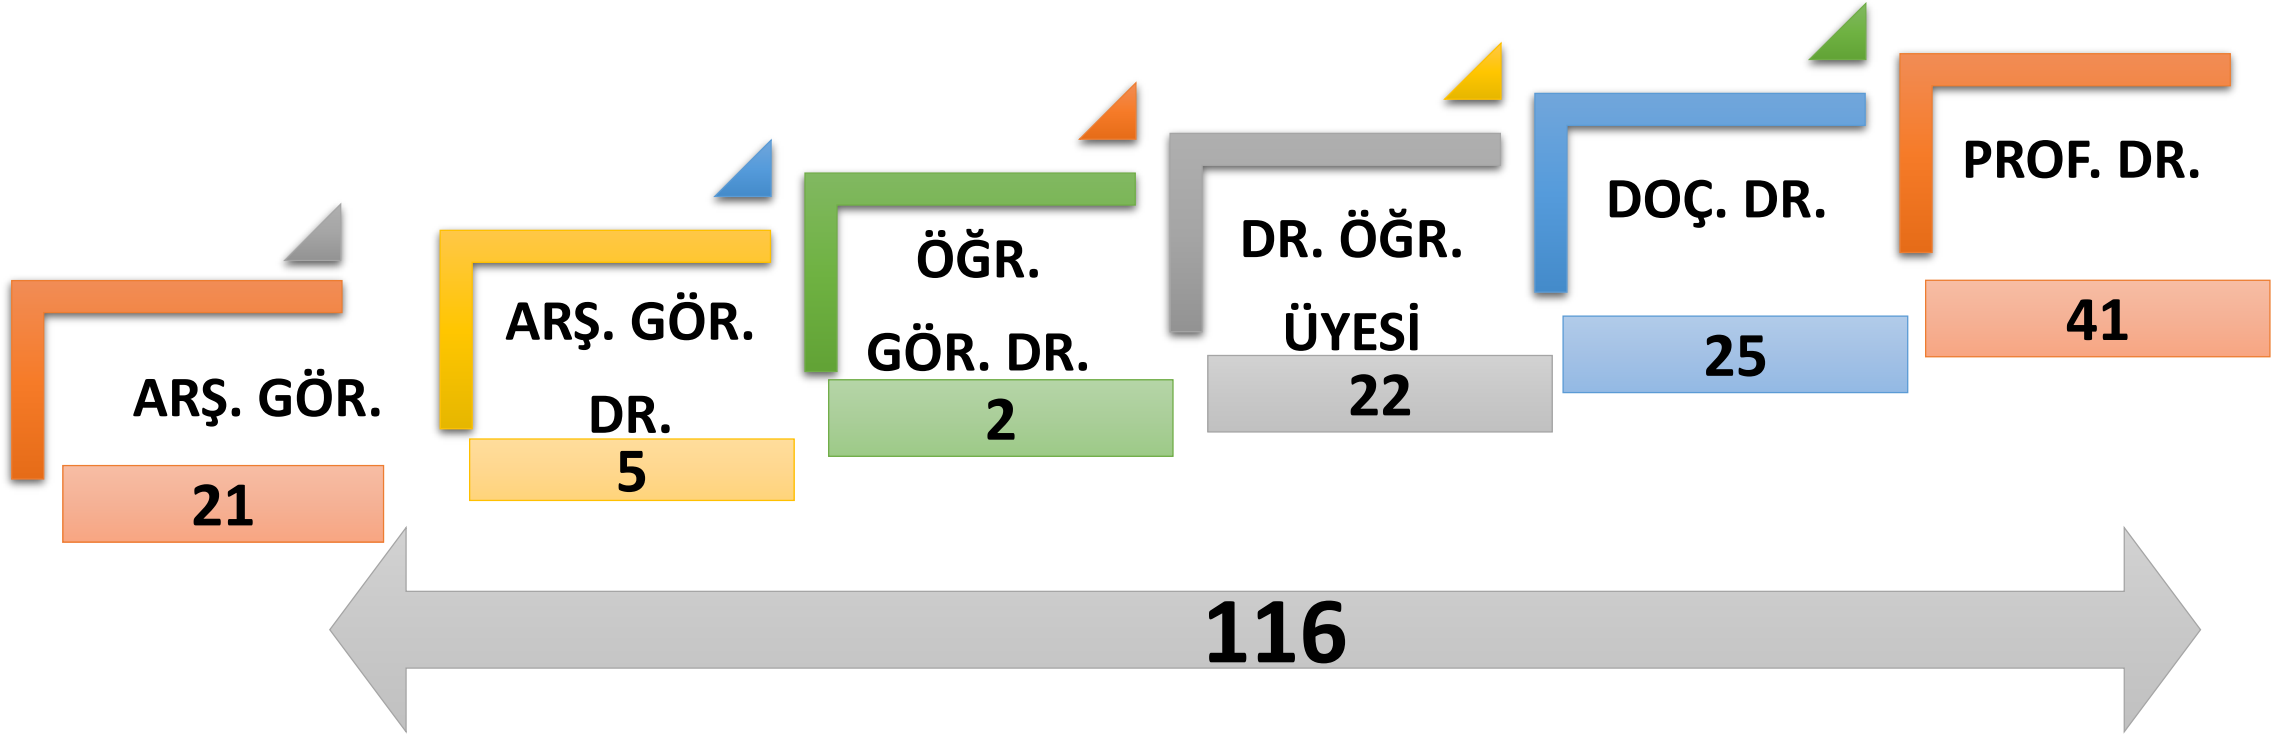 ARŞ. GÖR.
21
ARŞ. GÖR.
DR.
5
ÖĞR.
GÖR. DR.
2
DR. ÖĞR.
ÜYESİ
22
DOÇ. DR.
25
PROF. DR.
41
116